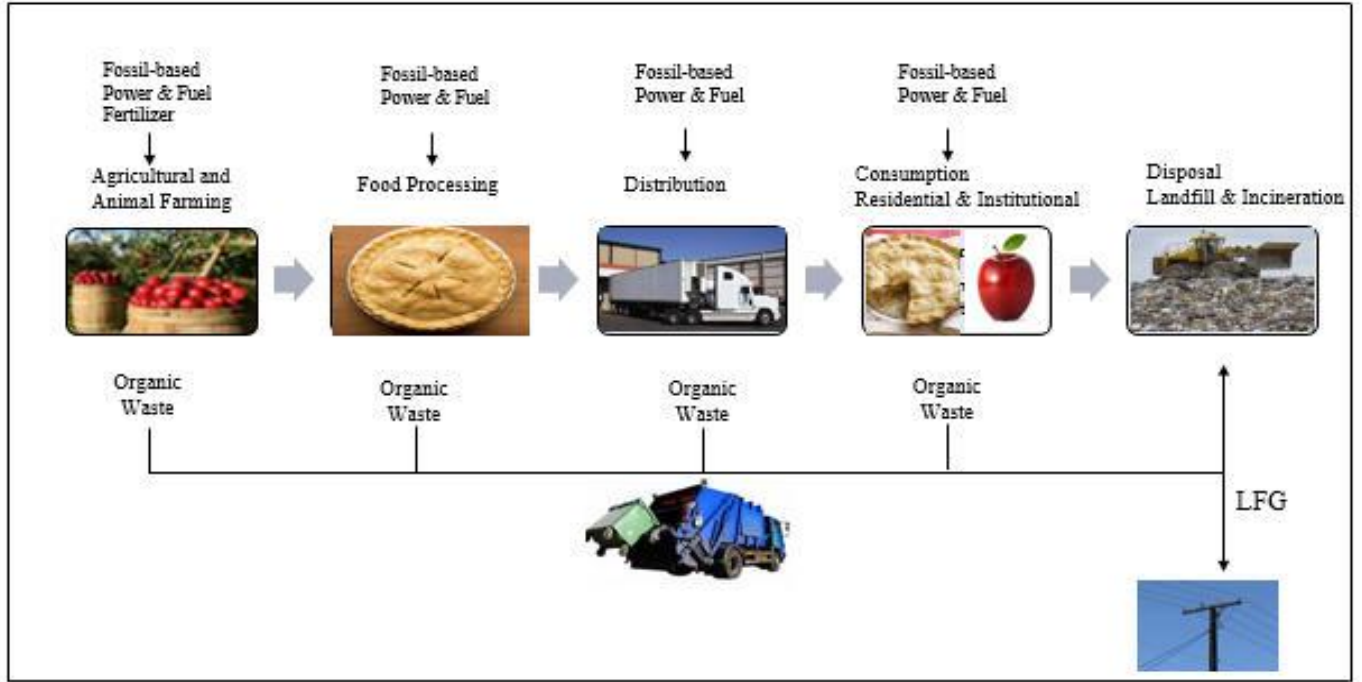 Fossil-based
Power & Fuel
Fertilizer
Fossil-based
Power & Fuel
Fossil-based
Power & Fuel
Fossil-based
Power & Fuel
Agricultural and
Animal Farming
Food Processing
Distribution
Consumption
Residential & Institutional
Disposal
Landfill & Incineration
Organic
Waste
Organic
Waste
Organic
Waste
Organic
Waste
LFG